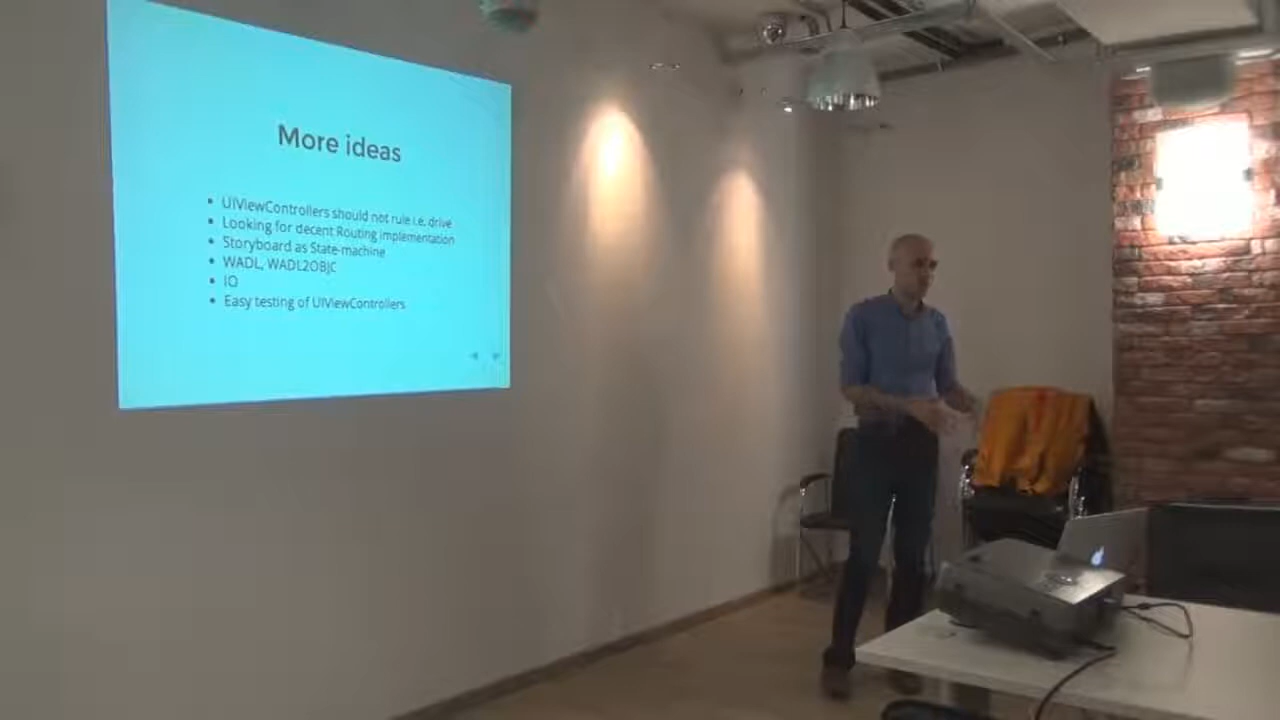 More ideas
• UIViewControllers should not rule i.e. drive
• Looking for decent Routing implementation
• Storyboard as State-machine
• WADL, WADL2OBJC
• IO
• Easy testing of UIViewControllers